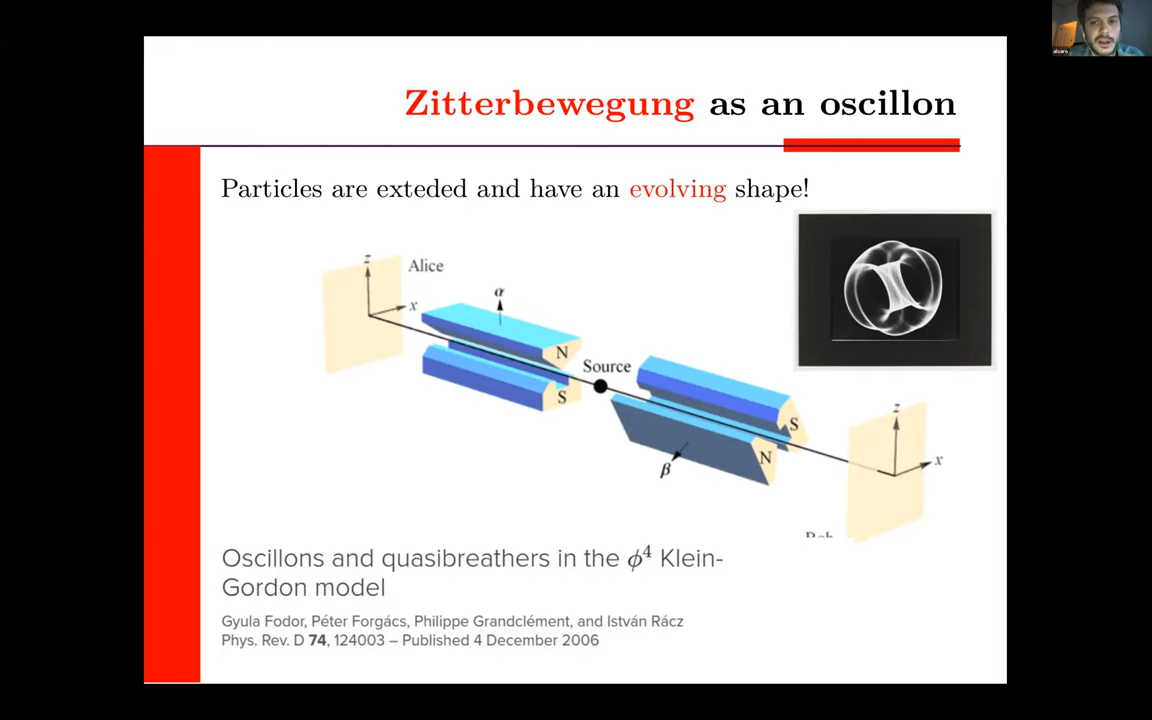 alvaro
Zitterbewegung as an oscillon
Particles are exteded and have an evolving shape!
z
Alice
x
α
N
S
Source
S
N
β
z
x
Oscillons and quasibreathers in the ϕ⁴ Klein-
Gordon model
Gyula Fodor, Péter Forgács, Philippe Grandclément, and István Rácz
Phys. Rev. D 74, 124003 – Published 4 December 2006